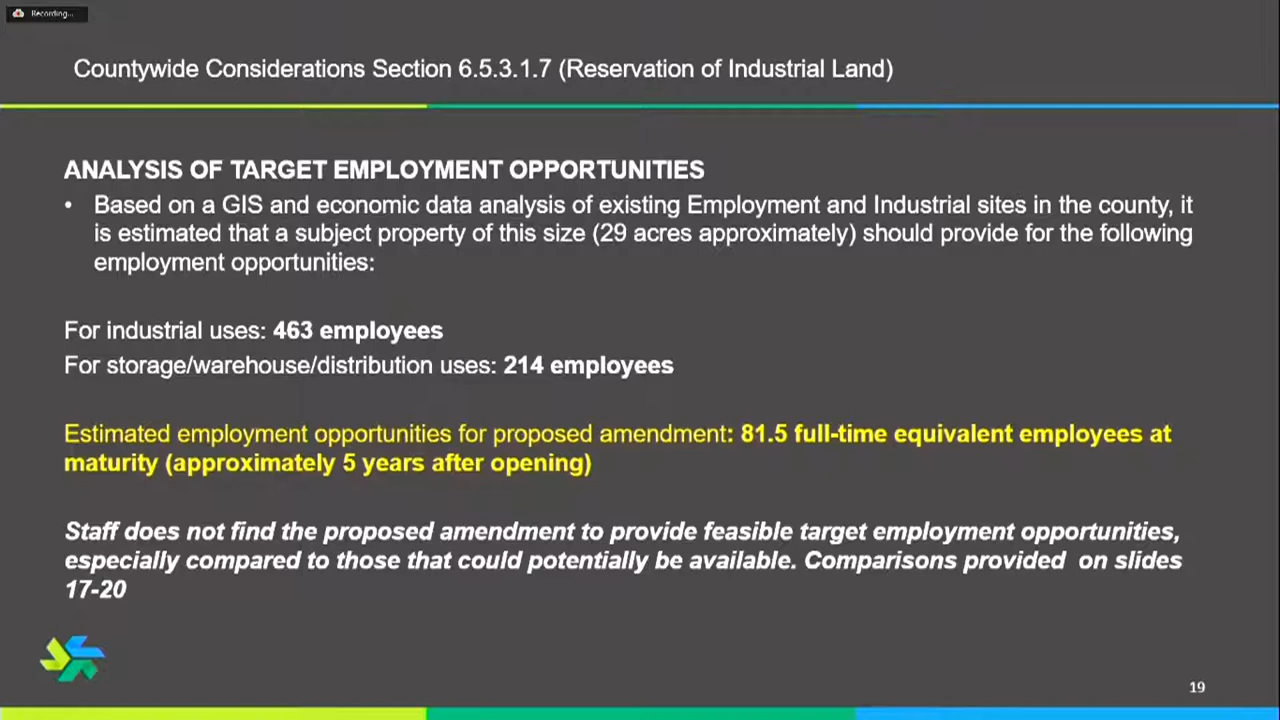 Recording...
Countywide Considerations Section 6.5.3.1.7 (Reservation of Industrial Land)
ANALYSIS OF TARGET EMPLOYMENT OPPORTUNITIES
• Based on a GIS and economic data analysis of existing Employment and Industrial sites in the county, it
is estimated that a subject property of this size (29 acres approximately) should provide for the following
employment opportunities:
For industrial uses: 463 employees
For storage/warehouse/distribution uses: 214 employees
Estimated employment opportunities for proposed amendment: 81.5 full-time equivalent employees at
maturity (approximately 5 years after opening)
Staff does not find the proposed amendment to provide feasible target employment opportunities,
especially compared to those that could potentially be available. Comparisons provided on slides
17-20
19